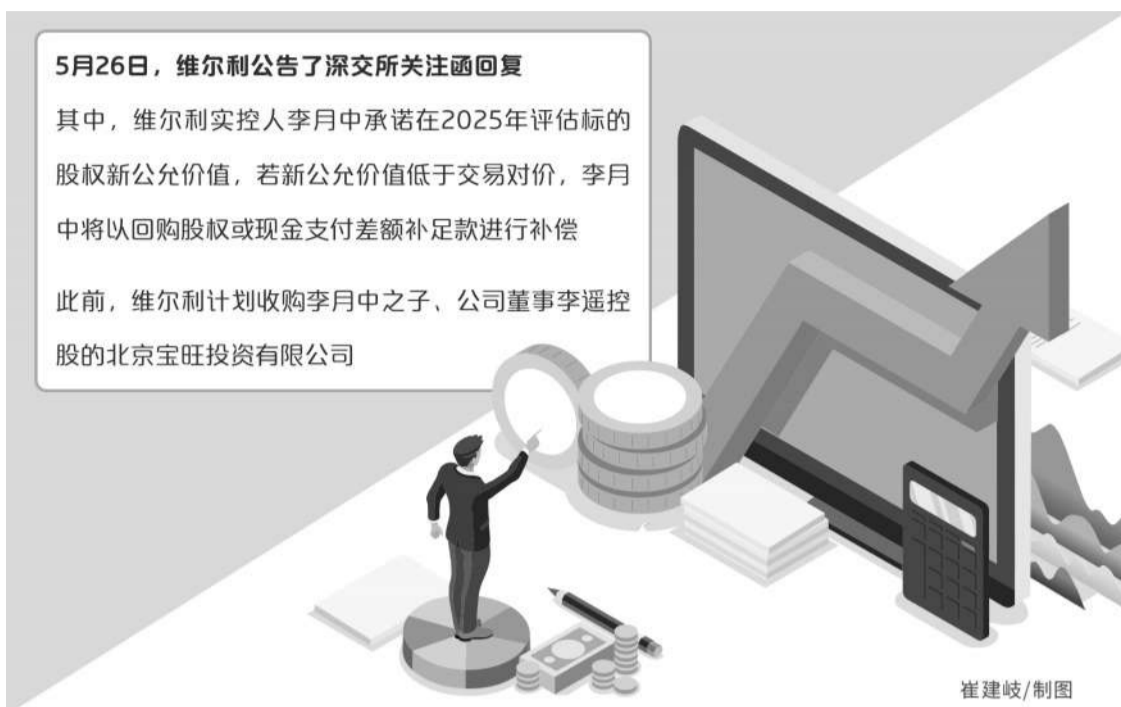 5月26日，维尔利公告了深交所关注函回复
其中，维尔利实控人李月中承诺在2025年评估标的
股权新公允价值，若新公允价值低于交易对价，李月
中将以回购股权或现金支付差额补足款进行补偿
此前，维尔利计划收购李月中之子、公司董事李遥控
股的北京宝旺投资有限公司
崔建岐/制图